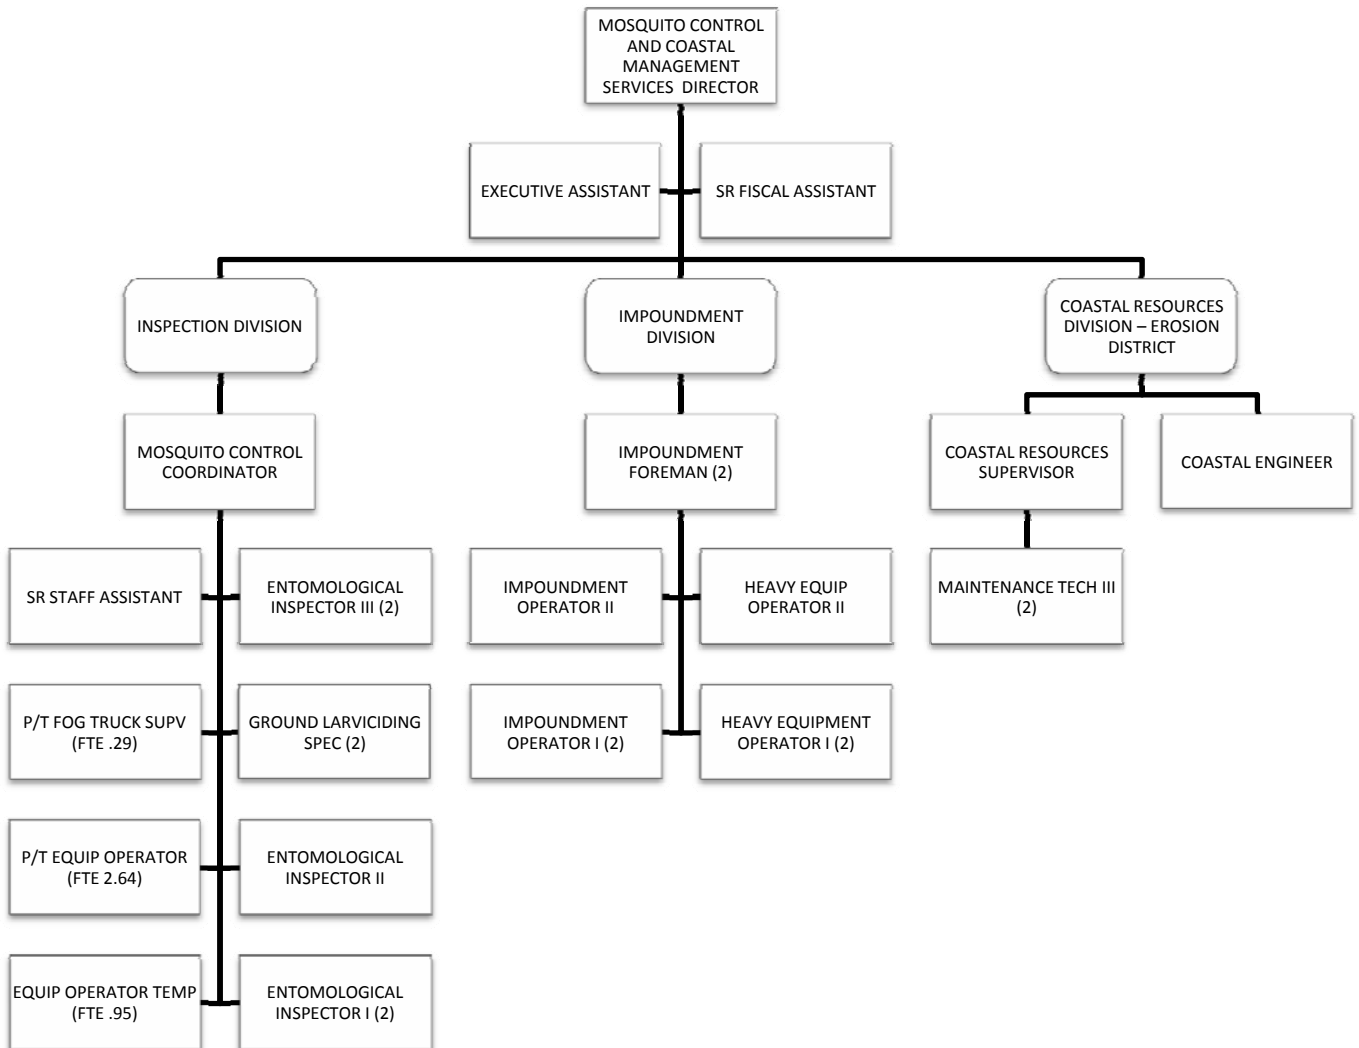 MOSQUITO CONTROL
AND COASTAL
MANAGEMENT
SERVICES DIRECTOR
EXECUTIVE ASSISTANT
SR FISCAL ASSISTANT
INSPECTION DIVISION
IMPOUNDMENT
DIVISION
COASTAL RESOURCES
DIVISION – EROSION
DISTRICT
MOSQUITO CONTROL
COORDINATOR
IMPOUNDMENT
FOREMAN (2)
COASTAL RESOURCES
SUPERVISOR
COASTAL ENGINEER
SR STAFF ASSISTANT
ENTOMOLOGICAL
INSPECTOR III (2)
IMPOUNDMENT
OPERATOR II
HEAVY EQUIP
OPERATOR II
MAINTENANCE TECH III
(2)
P/T FOG TRUCK SUPV
(FTE .29)
GROUND LARVICIDING
SPEC (2)
IMPOUNDMENT
OPERATOR I (2)
HEAVY EQUIPMENT
OPERATOR I (2)
P/T EQUIP OPERATOR
(FTE 2.64)
ENTOMOLOGICAL
INSPECTOR II
EQUIP OPERATOR TEMP
(FTE .95)
ENTOMOLOGICAL
INSPECTOR I (2)